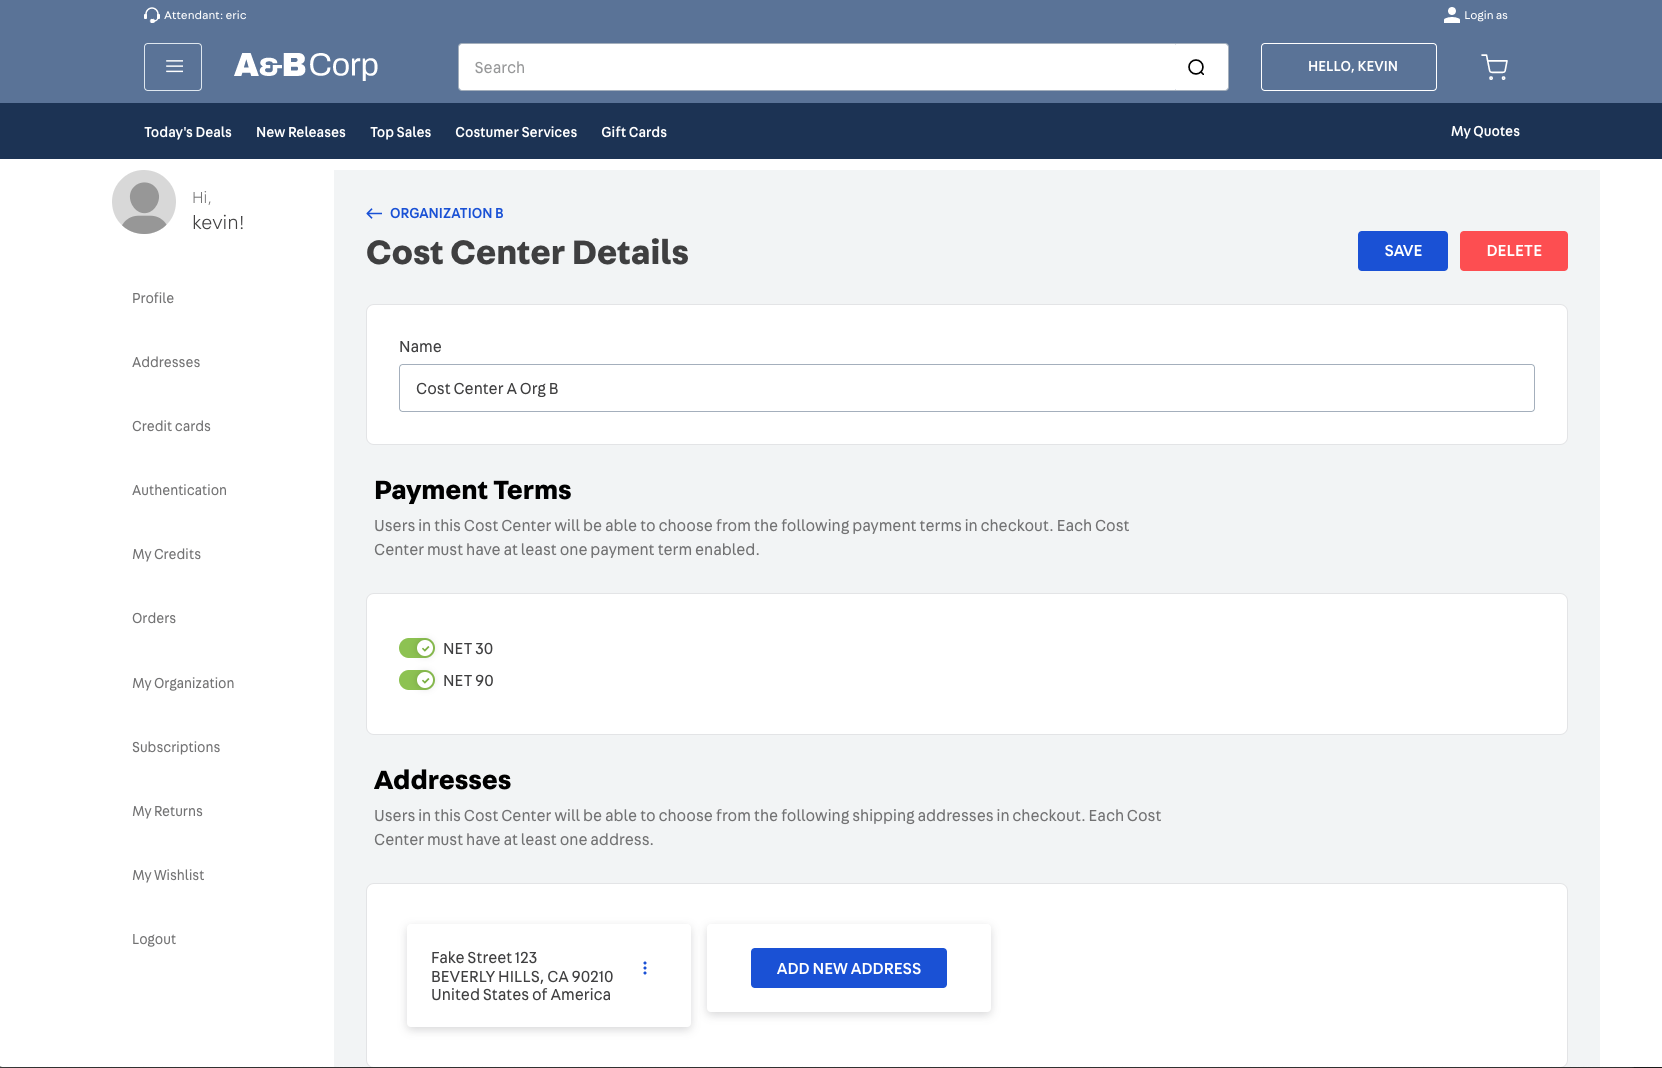 Attendant: eric
Login as
A&B Corp
Search
HELLO, KEVIN
Today's Deals
New Releases
Top Sales
Costumer Services
Gift Cards
My Quotes
Hi,
kevin!
Profile
Addresses
Credit cards
Authentication
My Credits
Orders
My Organization
Subscriptions
My Returns
My Wishlist
Logout
ORGANIZATION B
Cost Center Details
SAVE
DELETE
Name
Cost Center A Org B
Payment Terms
Users in this Cost Center will be able to choose from the following payment terms in checkout. Each Cost
Center must have at least one payment term enabled.
NET 30
NET 90
Addresses
Users in this Cost Center will be able to choose from the following shipping addresses in checkout. Each Cost
Center must have at least one address.
Fake Street 123
BEVERLY HILLS, CA 90210
United States of America
ADD NEW ADDRESS